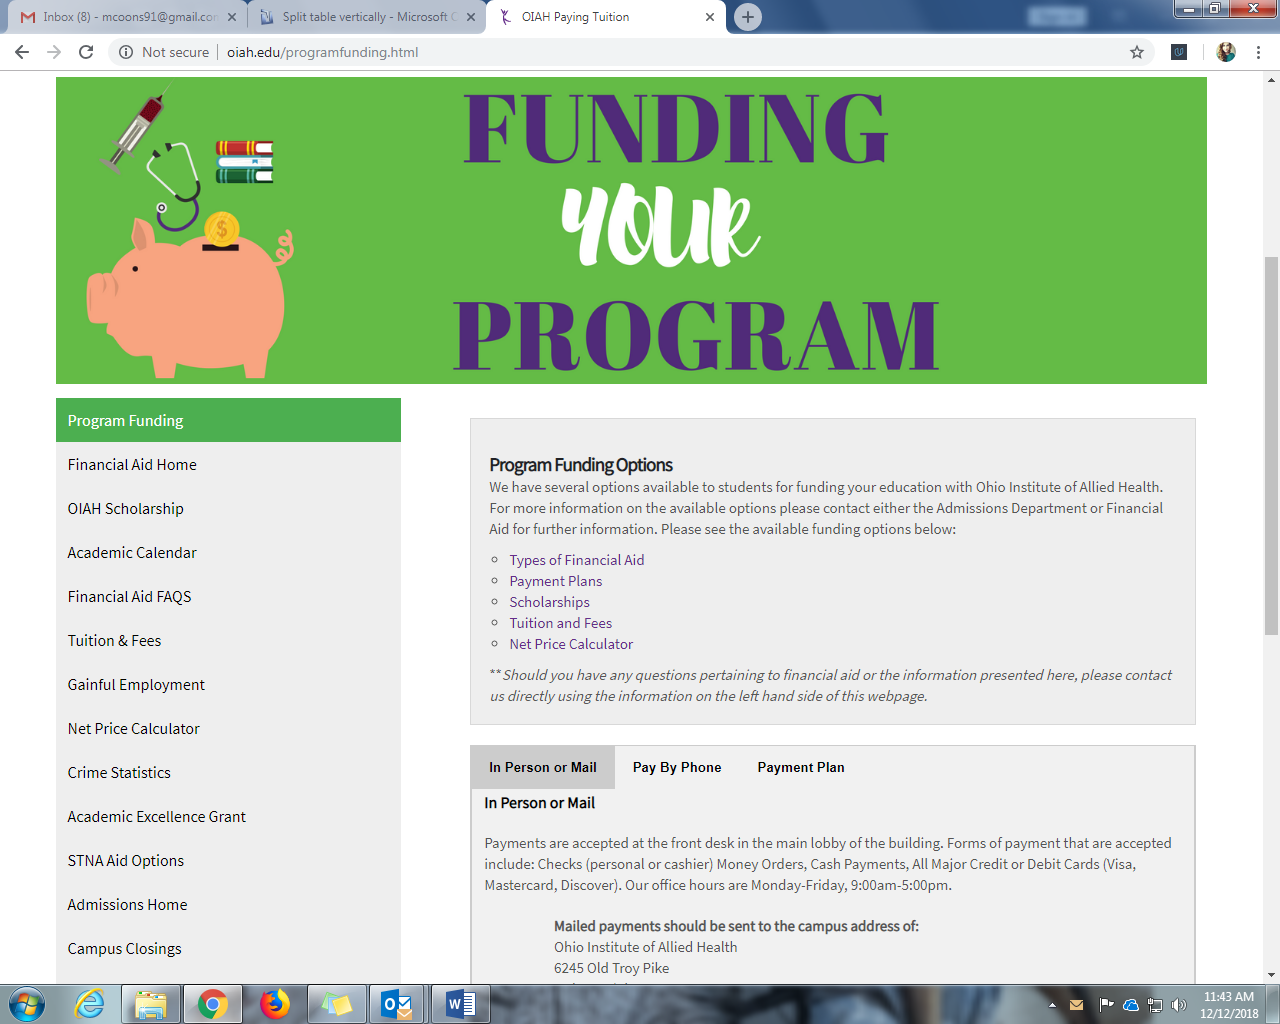 Inbox (8) - mcoons91@gmail.con
Split table vertically - Microsoft C
OIAH Paying Tuition
Not secure
oiah.edu/programfunding.html
FUNDING
YOUR
PROGRAM
$
Program Funding
Financial Aid Home
OIAH Scholarship
Academic Calendar
Financial Aid FAQS
Tuition & Fees
Gainful Employment
Net Price Calculator
Crime Statistics
Academic Excellence Grant
STNA Aid Options
Admissions Home
Campus Closings
Program Funding Options
We have several options available to students for funding your education with Ohio Institute of Allied Health.
For more information on the available options please contact either the Admissions Department or Financial
Aid for further information. Please see the available funding options below:
Types of Financial Aid
Payment Plans
Scholarships
Tuition and Fees
Net Price Calculator
**Should you have any questions pertaining to financial aid or the information presented here, please contact
us directly using the information on the left hand side of this webpage.
In Person or Mail
Pay By Phone
Payment Plan
In Person or Mail
Payments are accepted at the front desk in the main lobby of the building. Forms of payment that are accepted
include: Checks (personal or cashier) Money Orders, Cash Payments, All Major Credit or Debit Cards (Visa,
Mastercard, Discover). Our office hours are Monday-Friday, 9:00am-5:00pm.
Mailed payments should be sent to the campus address of:
Ohio Institute of Allied Health
6245 Old Troy Pike
11:43 AM
12/12/2018